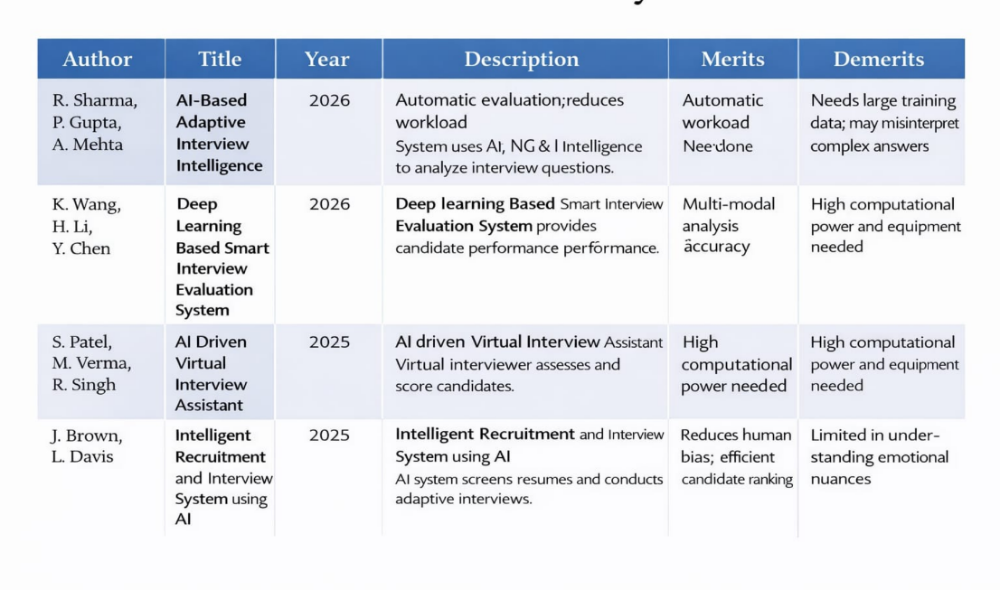 Author Title Year Description Merits Demerits
R. Sharma,
P. Gupta,
A. Mehta
AI-Based
Adaptive
Interview
Intelligence
2026
Automatic evaluation;reduces
workload
System uses AI, NG & I Intelligence
to analyze interview questions.
Automatic
workoad
Needone
Needs large training
data; may misinterpret
complex answers
K. Wang,
H. Li,
Y. Chen
Deep
Learning
Based Smart
Interview
Evaluation
System
2026
Deep learning Based Smart Interview
Evaluation System provides
candidate performance performance.
Multi-modal
analysis
accuracy
High computational
power and equipment
needed
S. Patel,
M. Verma,
R. Singh
AI Driven
Virtual
Interview
Assistant
2025
AI driven Virtual Interview Assistant
Virtual interviewer assesses and
score candidates.
High
computational
power needed
High computational
power and equipment
needed
J. Brown,
L. Davis
Intelligent
Recruitment
and Interview
System using
AI
2025
Intelligent Recruitment and Interview
System using AI
AI system screens resumes and conducts
adaptive interviews.
Reduces human
bias; efficient
candidate ranking
Limited in under-
standing emotional
nuances